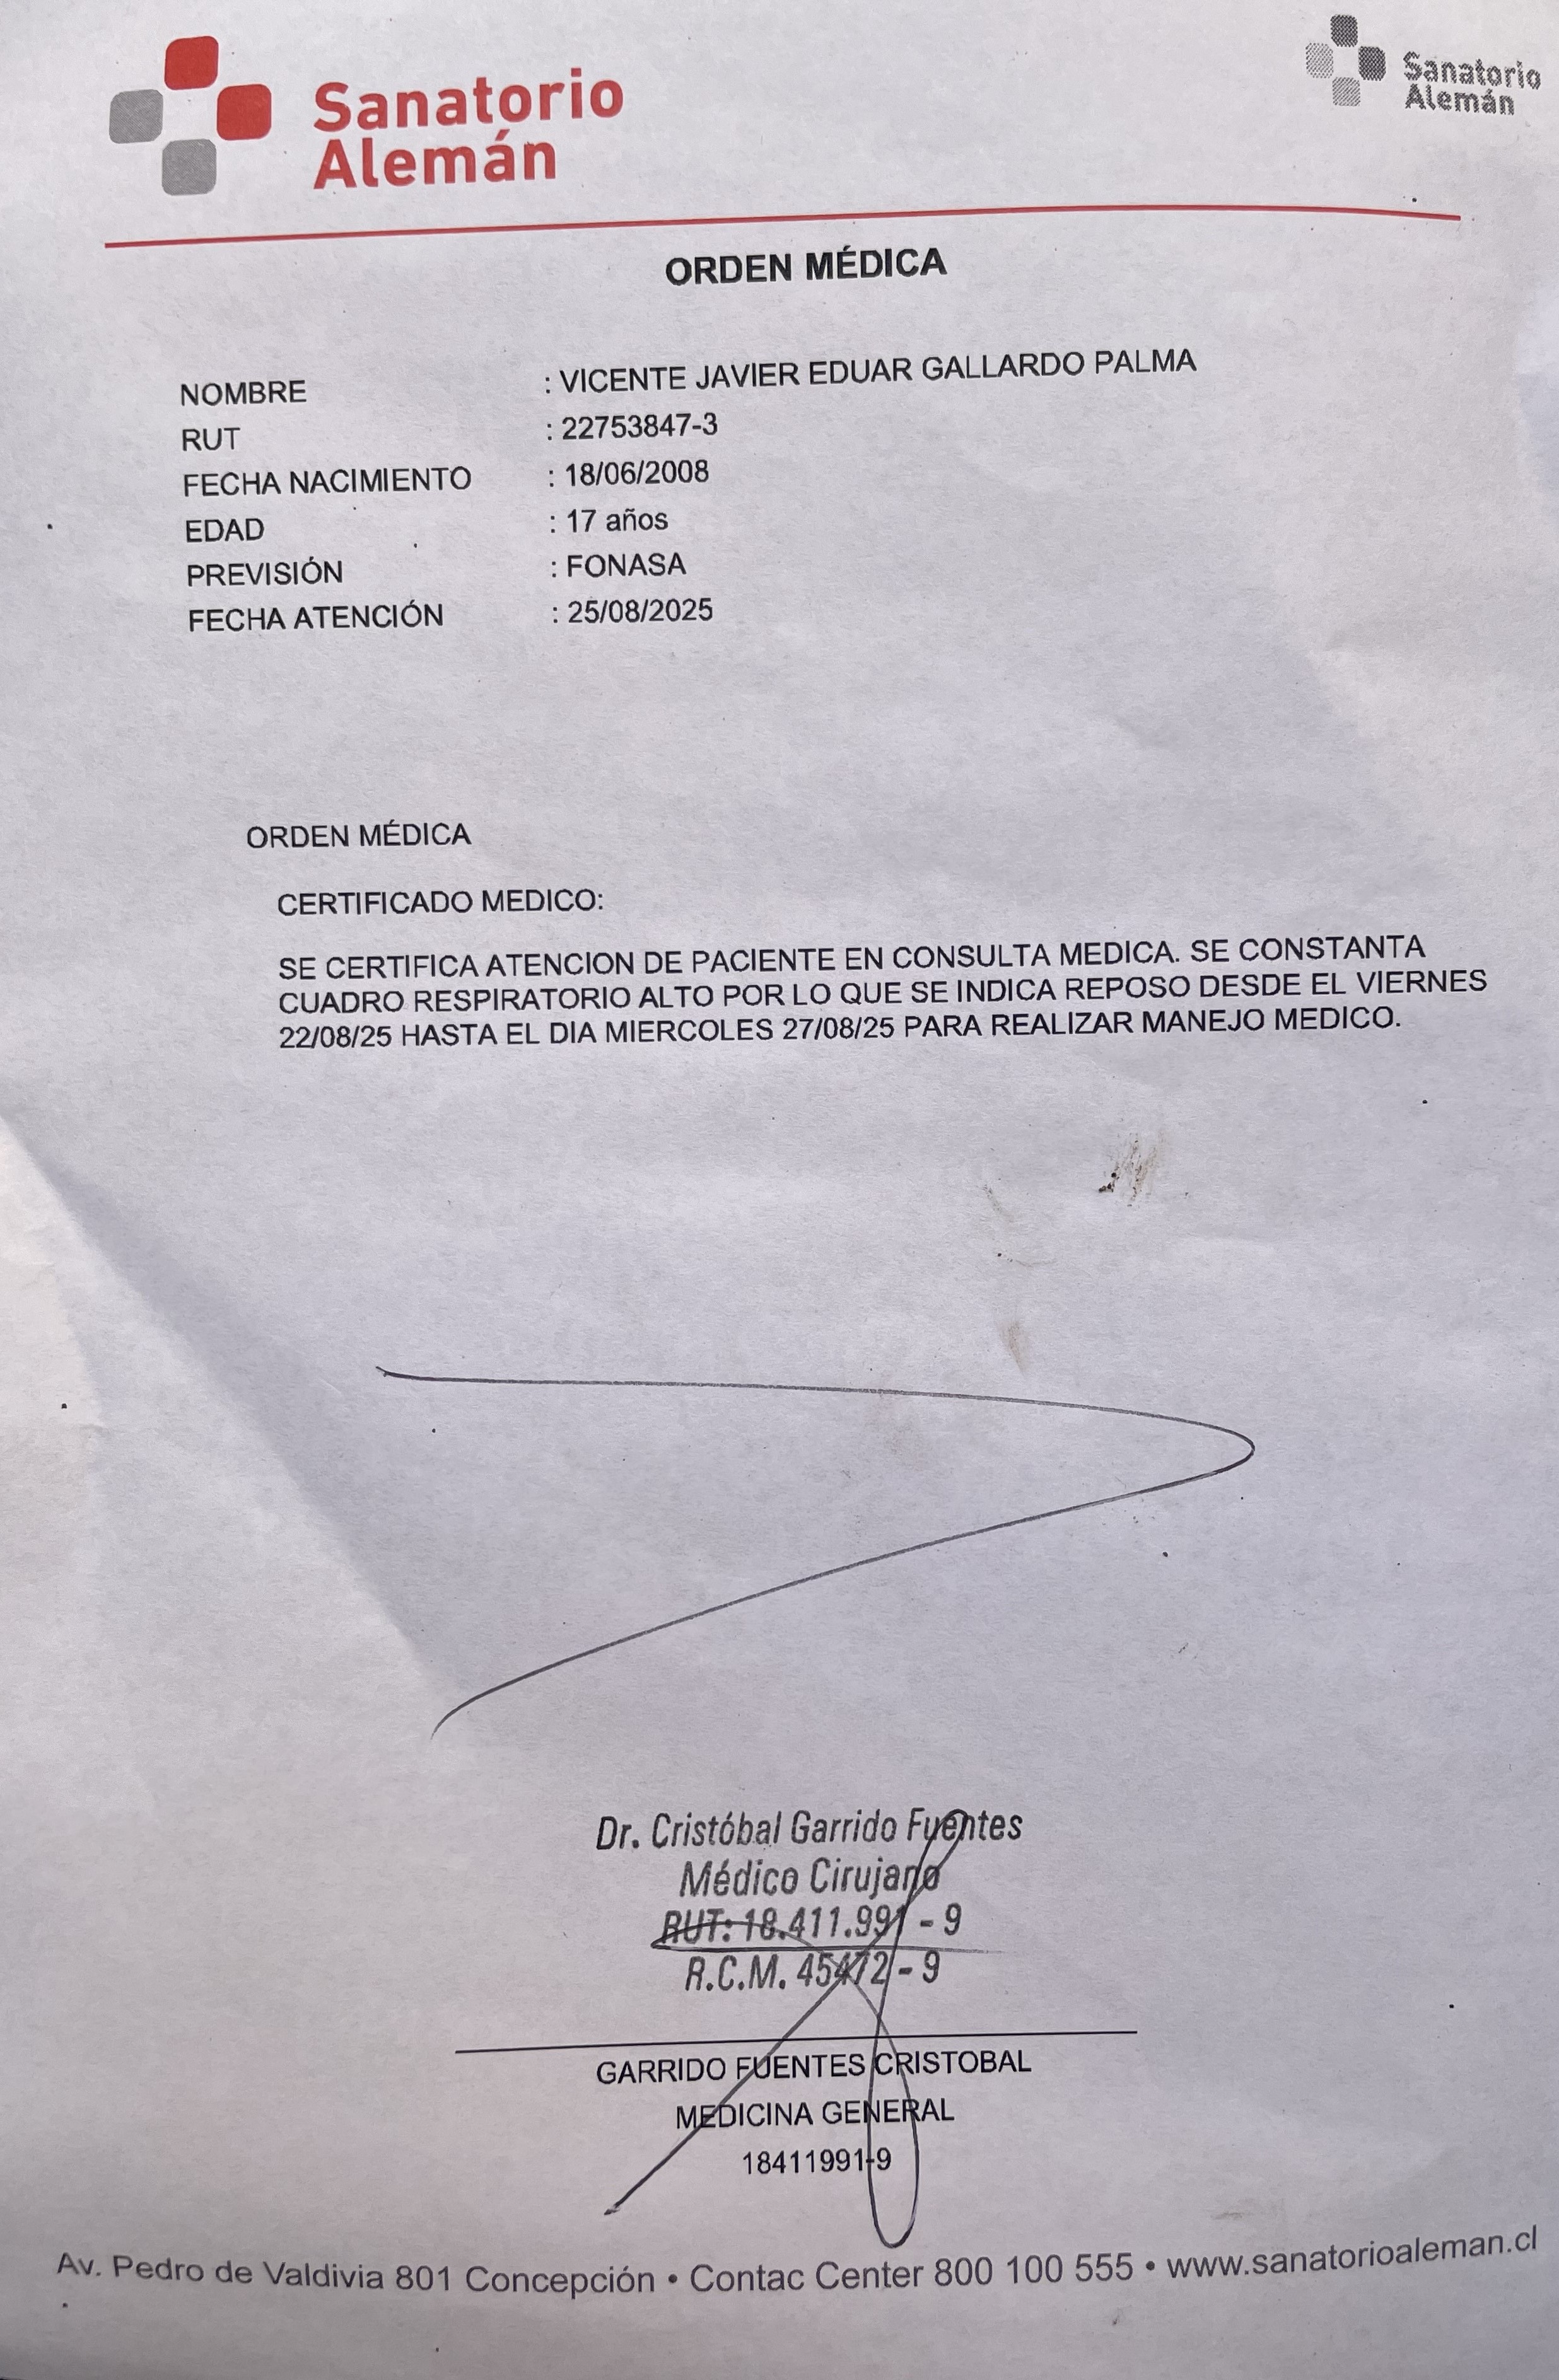 Sanatorio
Alemán
Sanatorio
Alemán
ORDEN MÉDICA
NOMBRE : VICENTE JAVIER EDUAR GALLARDO PALMA
RUT : 22753847-3
FECHA NACIMIENTO : 18/06/2008
EDAD : 17 años
PREVISIÓN : FONASA
FECHA ATENCIÓN : 25/08/2025
ORDEN MÉDICA
CERTIFICADO MEDICO:
SE CERTIFICA ATENCION DE PACIENTE EN CONSULTA MEDICA. SE CONSTANTA
CUADRO RESPIRATORIO ALTO POR LO QUE SE INDICA REPOSO DESDE EL VIERNES
22/08/25 HASTA EL DIA MIERCOLES 27/08/25 PARA REALIZAR MANEJO MEDICO.
Dr. Cristóbal Garrido Fuentes
Médico Cirujano
RUT: 18.411.991 - 9
R.C.M. 45472 - 9
GARRIDO FUENTES CRISTOBAL
MEDICINA GENERAL
18411991-9
Av. Pedro de Valdivia 801 Concepción • Contac Center 800 100 555 • www.sanatorioaleman.cl